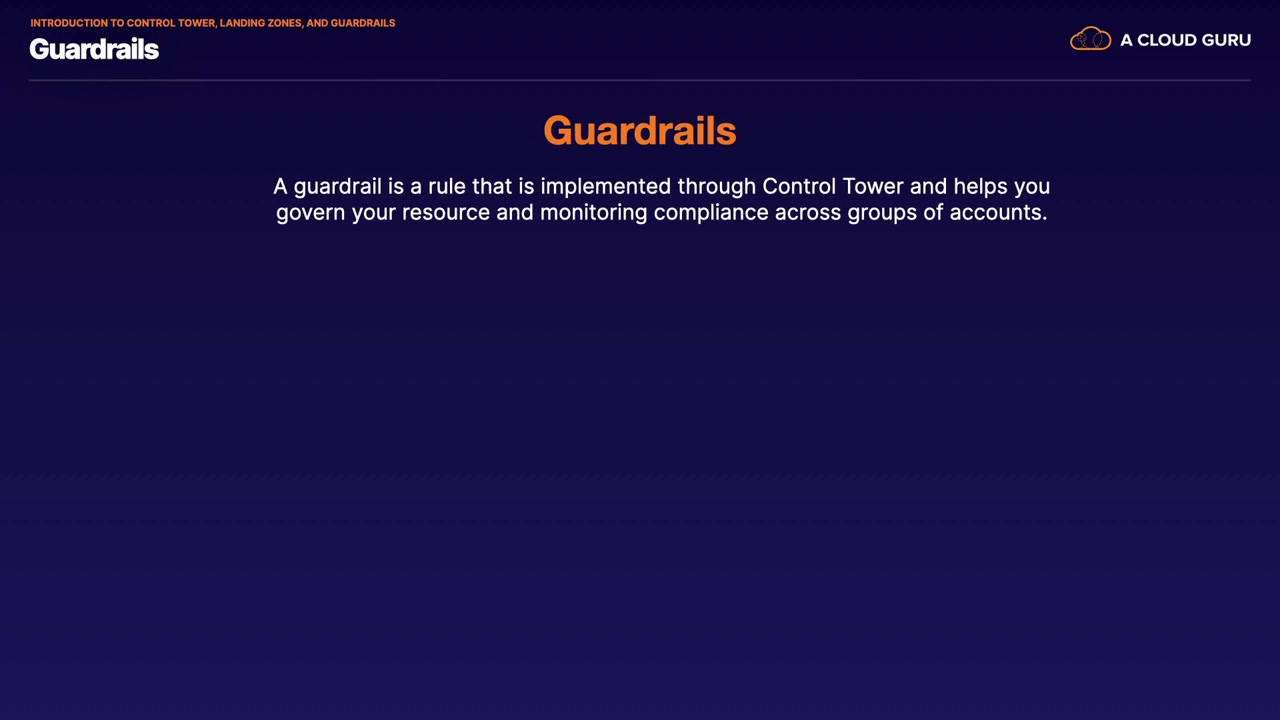 INTRODUCTION TO CONTROL TOWER, LANDING ZONES, AND GUARDRAILS
Guardrails
A CLOUD GURU
Guardrails
A guardrail is a rule that is implemented through Control Tower and helps you
govern your resource and monitoring compliance across groups of accounts.